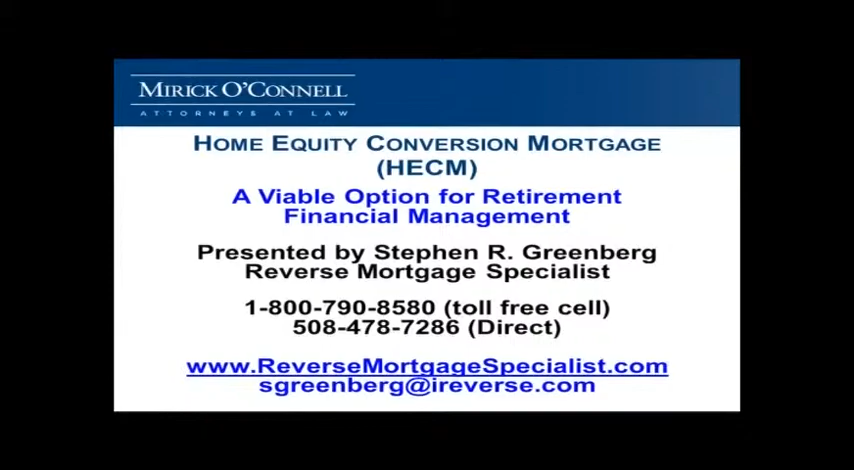 MIRICK O'CONNELL
ATTORNEYS AT LAW
HOME EQUITY CONVERSION MORTGAGE
(HECM)
A Viable Option for Retirement
Financial Management
Presented by Stephen R. Greenberg
Reverse Mortgage Specialist
1-800-790-8580 (toll free cell)
508-478-7286 (Direct)
www.ReverseMortgageSpecialist.com
sgreenberg@ireverse.com